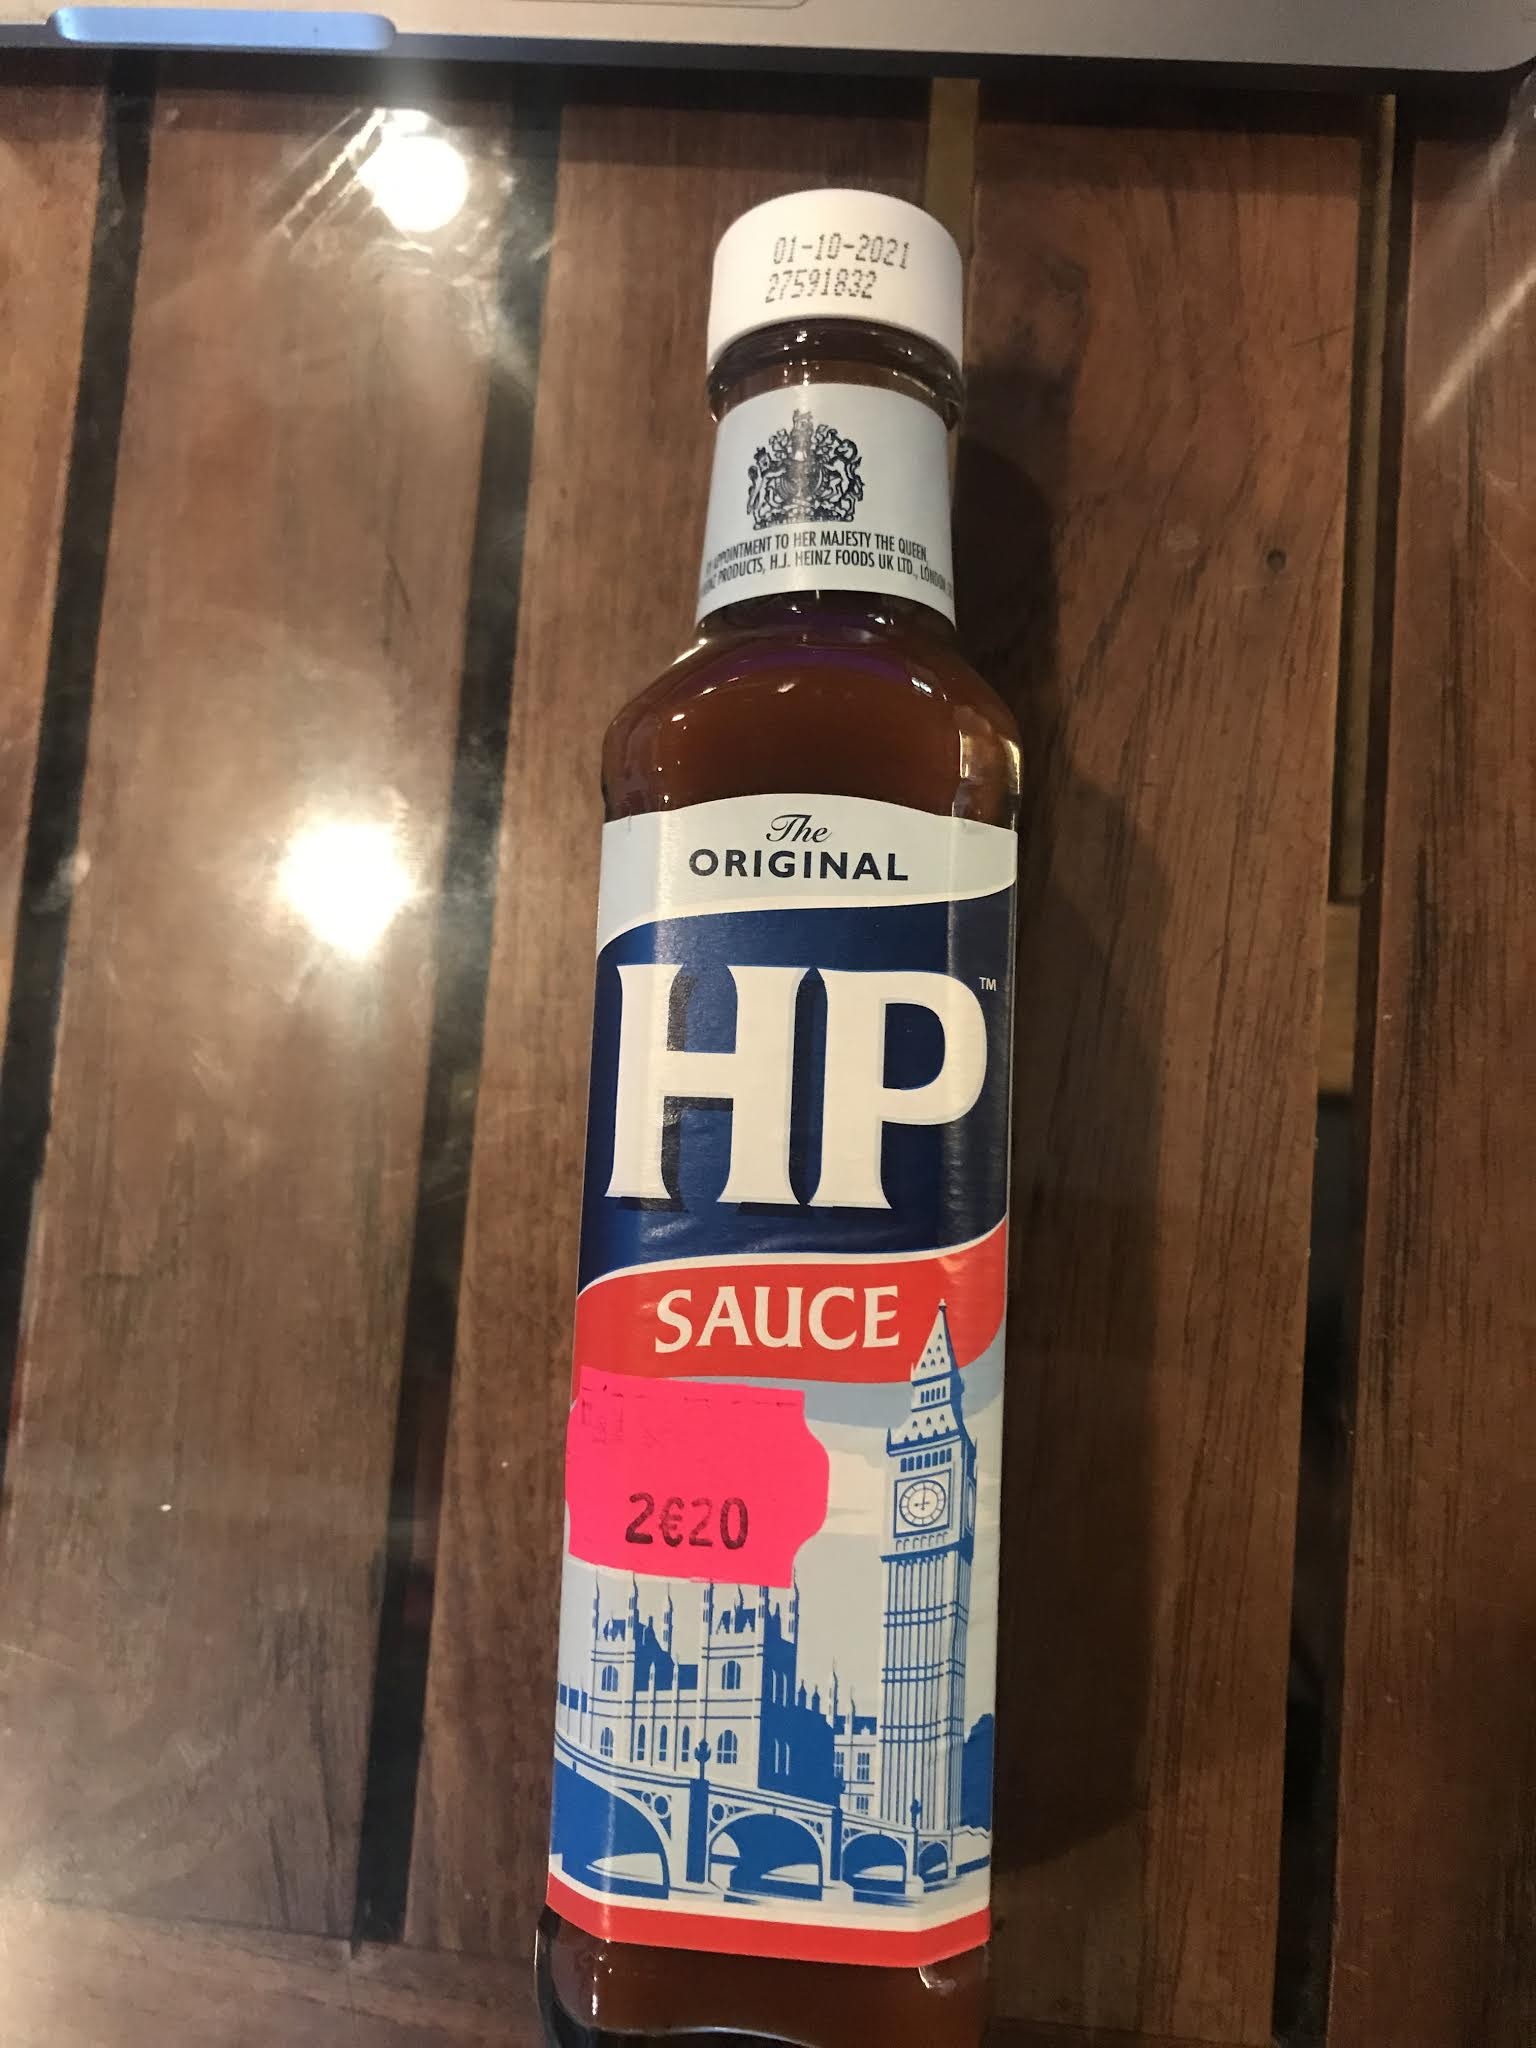 01-10-2021
27591832
APPOINTMENT TO HER MAJESTY THE QUEEN,
PRODUCTS, H.J. HEINZ FOODS UK LTD., LONDON
The
ORIGINAL
HP™
SAUCE
2€20